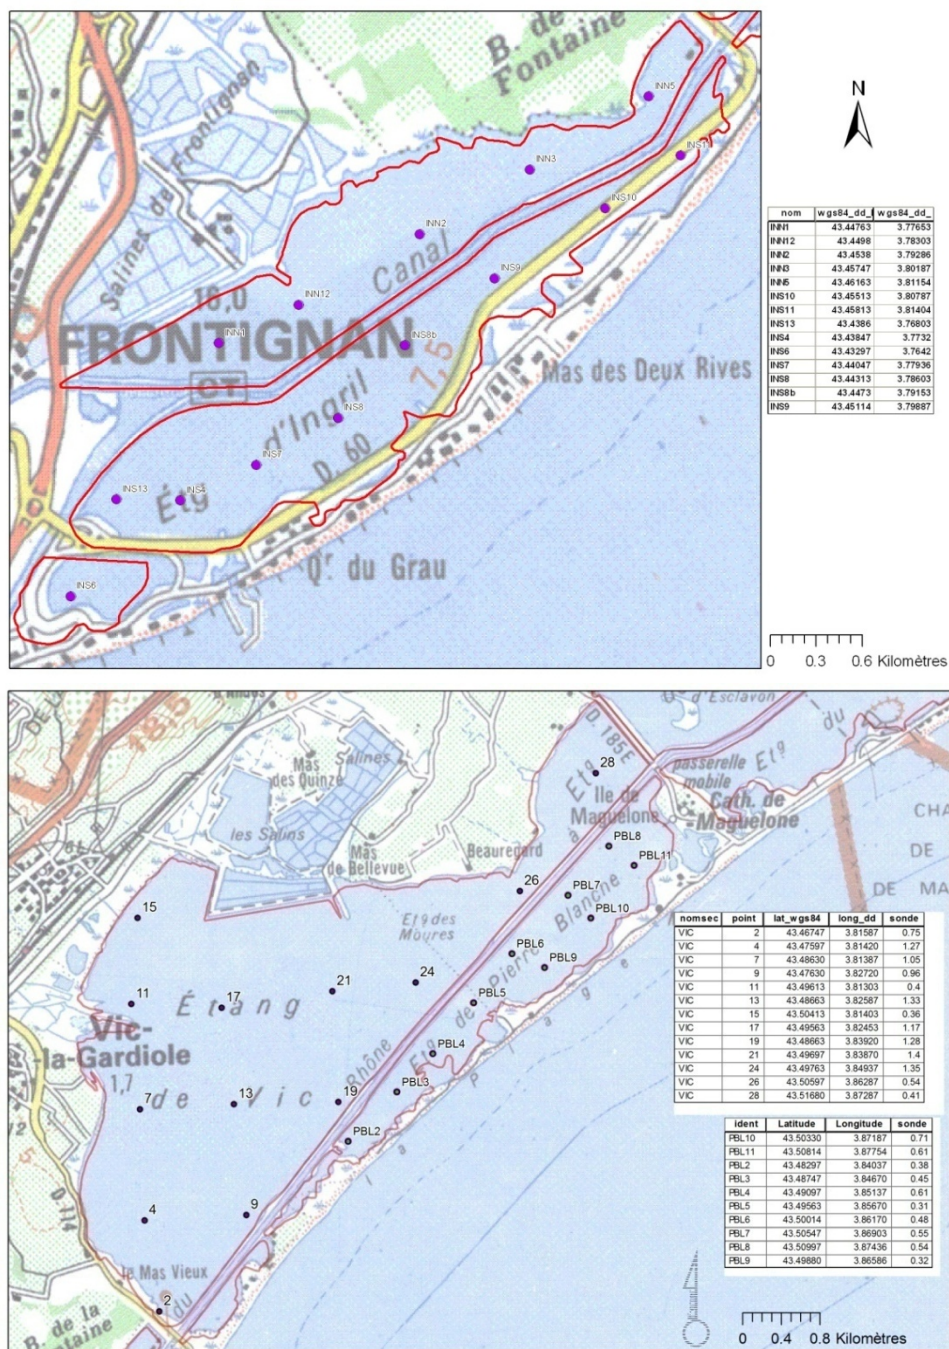 B. de
Fontaine
Salines de Frontignan
INN5
INS1
INN3
INS10
INN2
Canal
INS9
INN12
16,0
INN1
FRONTIGNAN
INS8b
CT
7,5
Mas des Deux Rives
d'Ingril
INS8
D. 60
INS7
INS13
INS4
Étg
INS6
Qr. du Grau
N
nom wgs84_dd_l wgs84_dd_
INN1 43.44763 3.77653
INN12 43.4498 3.78303
INN2 43.4538 3.79286
INN3 43.45747 3.80187
INN5 43.46163 3.81154
INS10 43.45513 3.80787
INS11 43.45813 3.81404
INS13 43.4386 3.76803
INS4 43.43847 3.7732
INS6 43.43297 3.7642
INS7 43.44047 3.77936
INS8 43.44313 3.78603
INS8b 43.4473 3.79153
INS9 43.45114 3.79887
0 0.3 0.6 Kilomètres
d'Esclavon
18,5
D. 185E
Etg
du
Mas
des Quinze
Salines
28
passerelle
mobile
Etg
Ile de
Maguelone
Cath. de
Maguelone
les Salins
Mas
de Bellevue
Beauregard
PBL8
PBL11
CHA
DE
DE MA
26
PBL7
15
PBL10
Blanche
Etg des
Moures
PBL6
PBL9
Pierre
24
21
PBL5
de
11
17
Étang
Plage
Vic-
la-Gardiole
1,7
Rhône
PBL4
Etg
PBL3
7
13
19
de Vic
PBL2
D.114
4
9
le Mas Vieux
du
2
B. de la
Fontaine
nomsec point lat_wgs84 long_dd sonde
VIC 2 43.46747 3.81587 0.75
VIC 4 43.47597 3.81420 1.27
VIC 7 43.48630 3.81387 1.05
VIC 9 43.47630 3.82720 0.96
VIC 11 43.49613 3.81303 0.4
VIC 13 43.48663 3.82587 1.33
VIC 15 43.50413 3.81403 0.36
VIC 17 43.49563 3.82453 1.17
VIC 19 43.48663 3.83920 1.28
VIC 21 43.49697 3.83870 1.4
VIC 24 43.49763 3.84937 1.35
VIC 26 43.50597 3.86287 0.54
VIC 28 43.51680 3.87287 0.41
ident Latitude Longitude sonde
PBL10 43.50330 3.87187 0.71
PBL11 43.50814 3.87754 0.61
PBL2 43.48297 3.84037 0.38
PBL3 43.48747 3.84670 0.45
PBL4 43.49097 3.85137 0.61
PBL5 43.49563 3.85670 0.31
PBL6 43.50014 3.86170 0.48
PBL7 43.50547 3.86903 0.55
PBL8 43.50997 3.87436 0.54
PBL9 43.49880 3.86586 0.32
0 0.4 0.8 Kilomètres